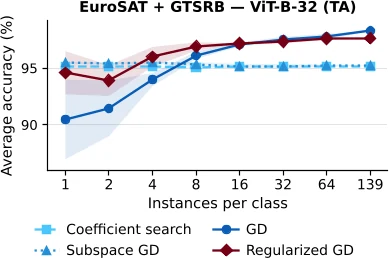 EuroSAT + GTSRB — ViT-B-32 (TA)
Average accuracy (%)
95
90
1 2 4 8 16 32 64 139
Instances per class
Coefficient search
GD
Subspace GD
Regularized GD